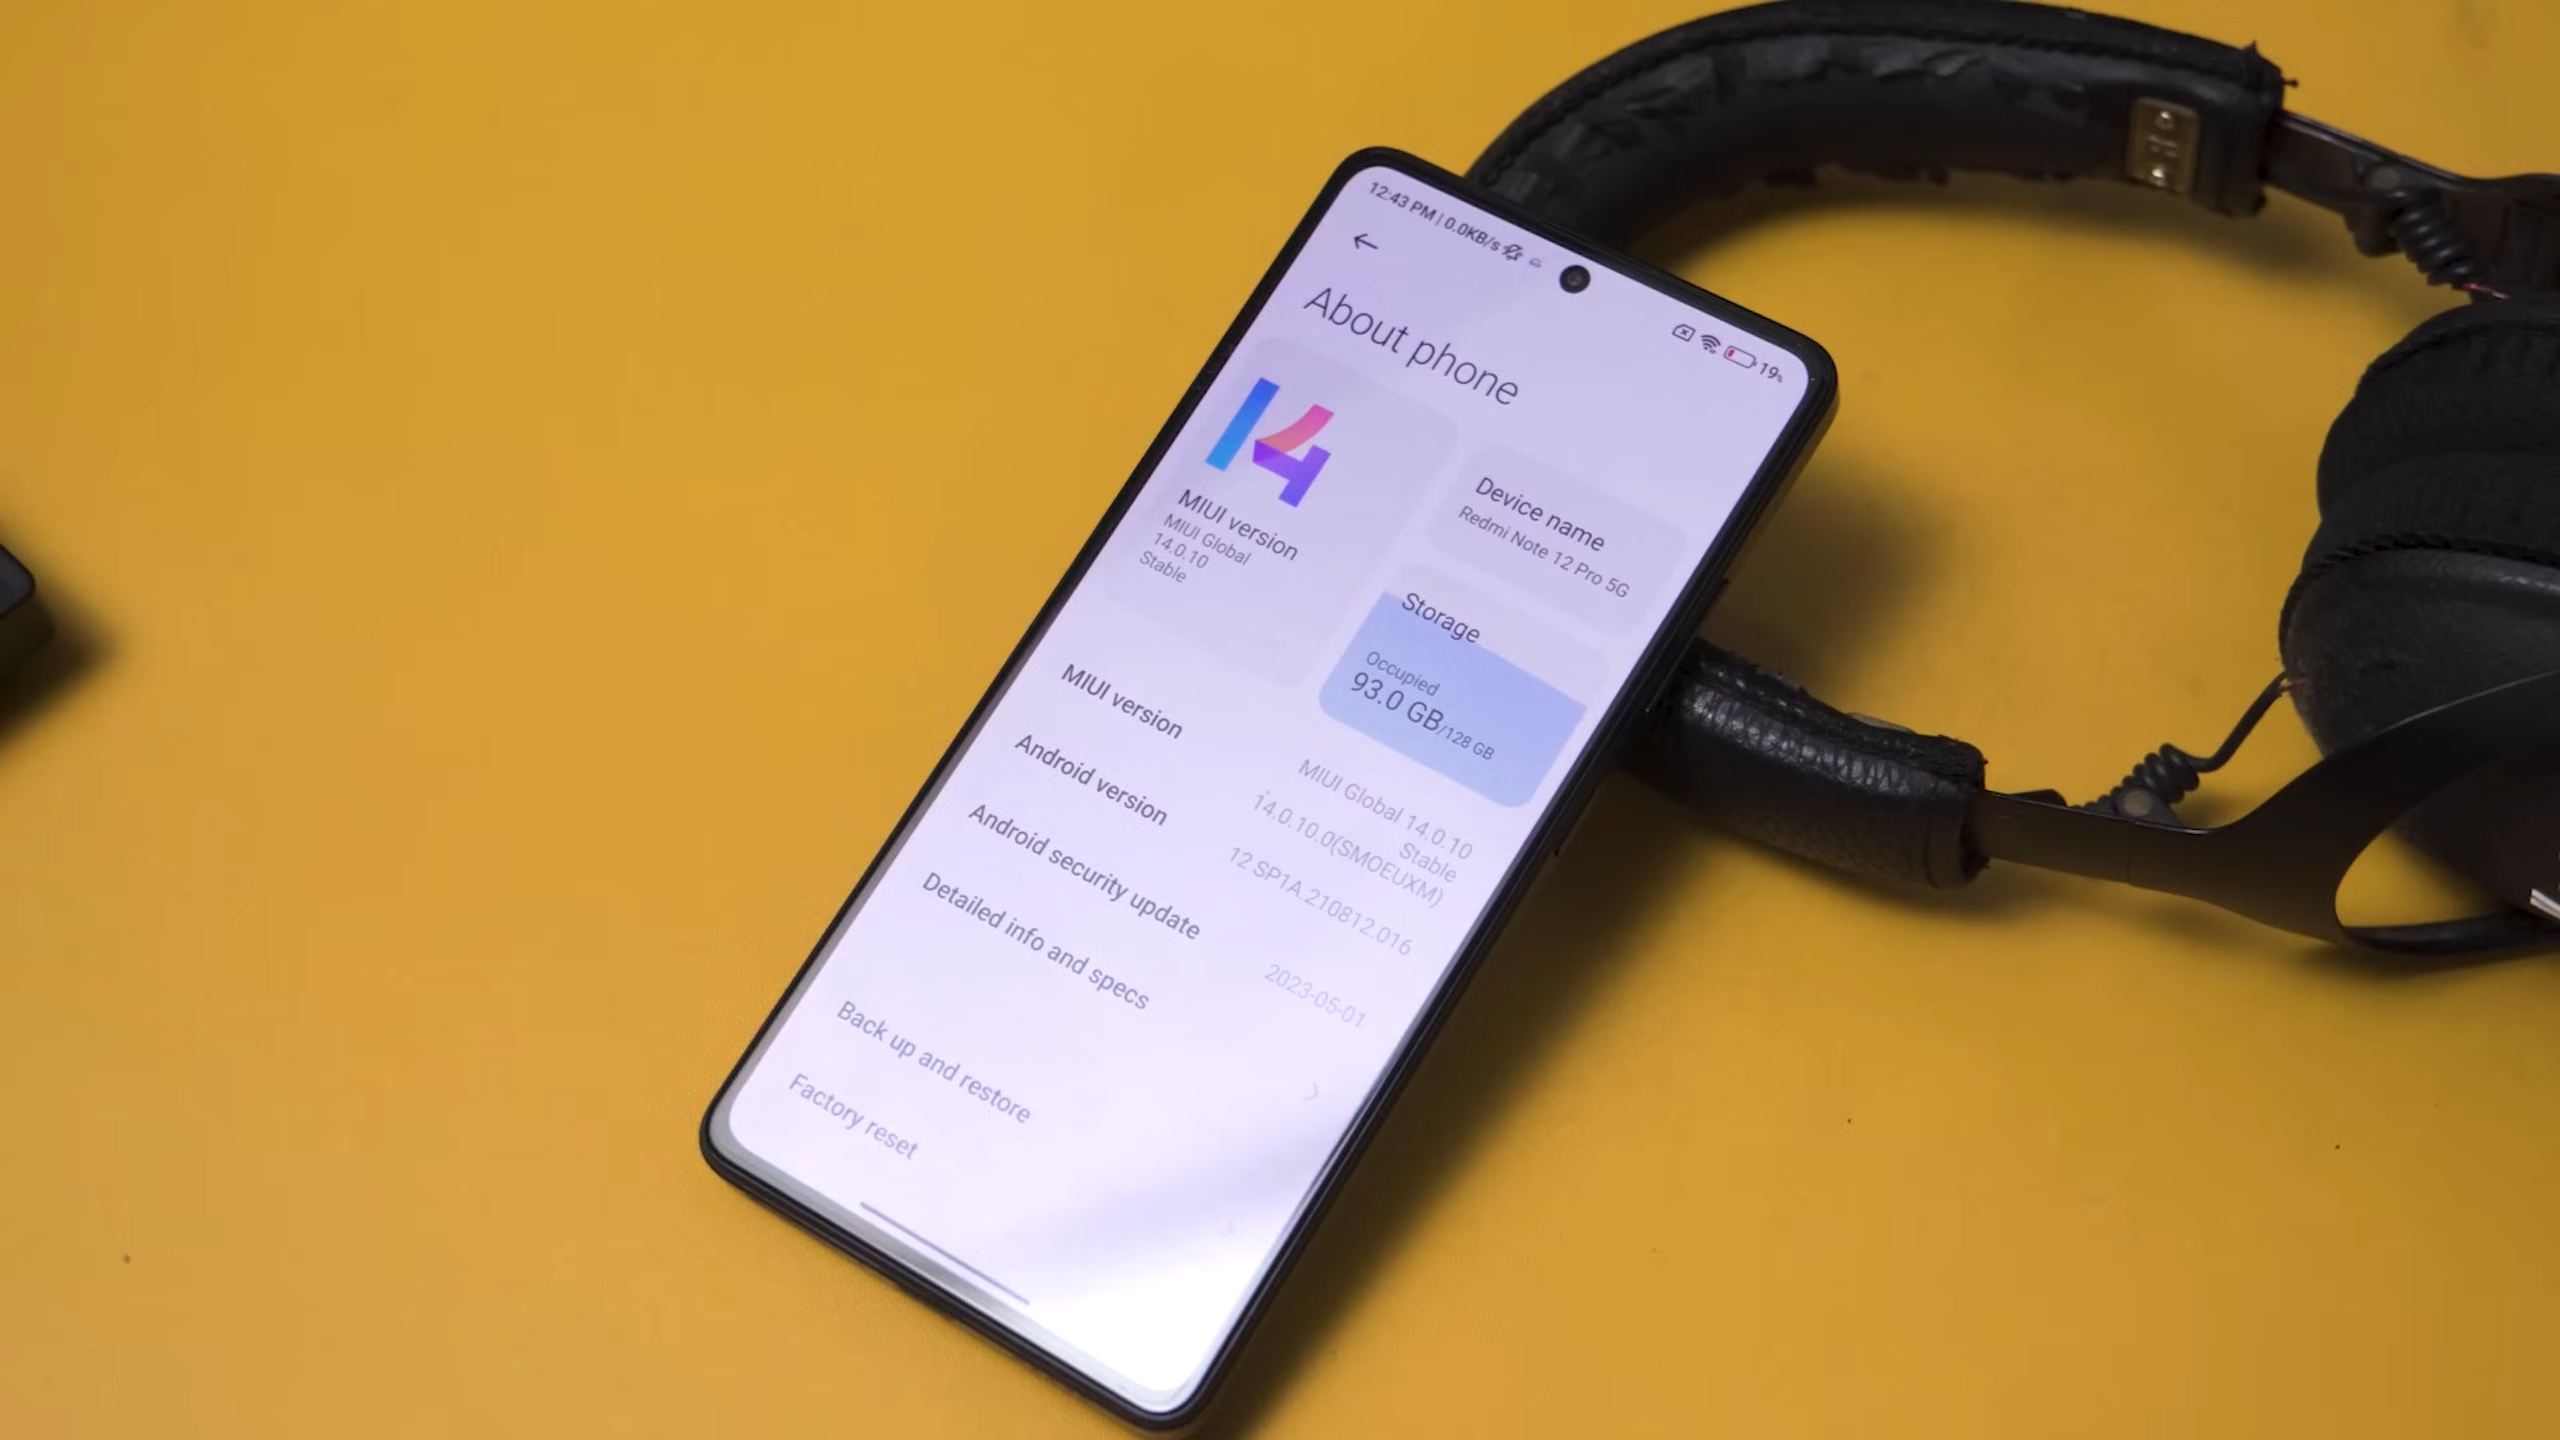 12:43 PM | 0.0KB/s
19%
About phone
14
MIUI version
MIUI Global
14.0.10
Stable
Device name
Redmi Note 12 Pro 5G
Storage
Occupied
93.0 GB/128 GB
MIUI version
MIUI Global 14.0.10
Stable
14.0.10.0(SMOEUXM)
Android version
12 SP1A.210812.016
Android security update
2023-05-01
Detailed info and specs
Back up and restore
Factory reset